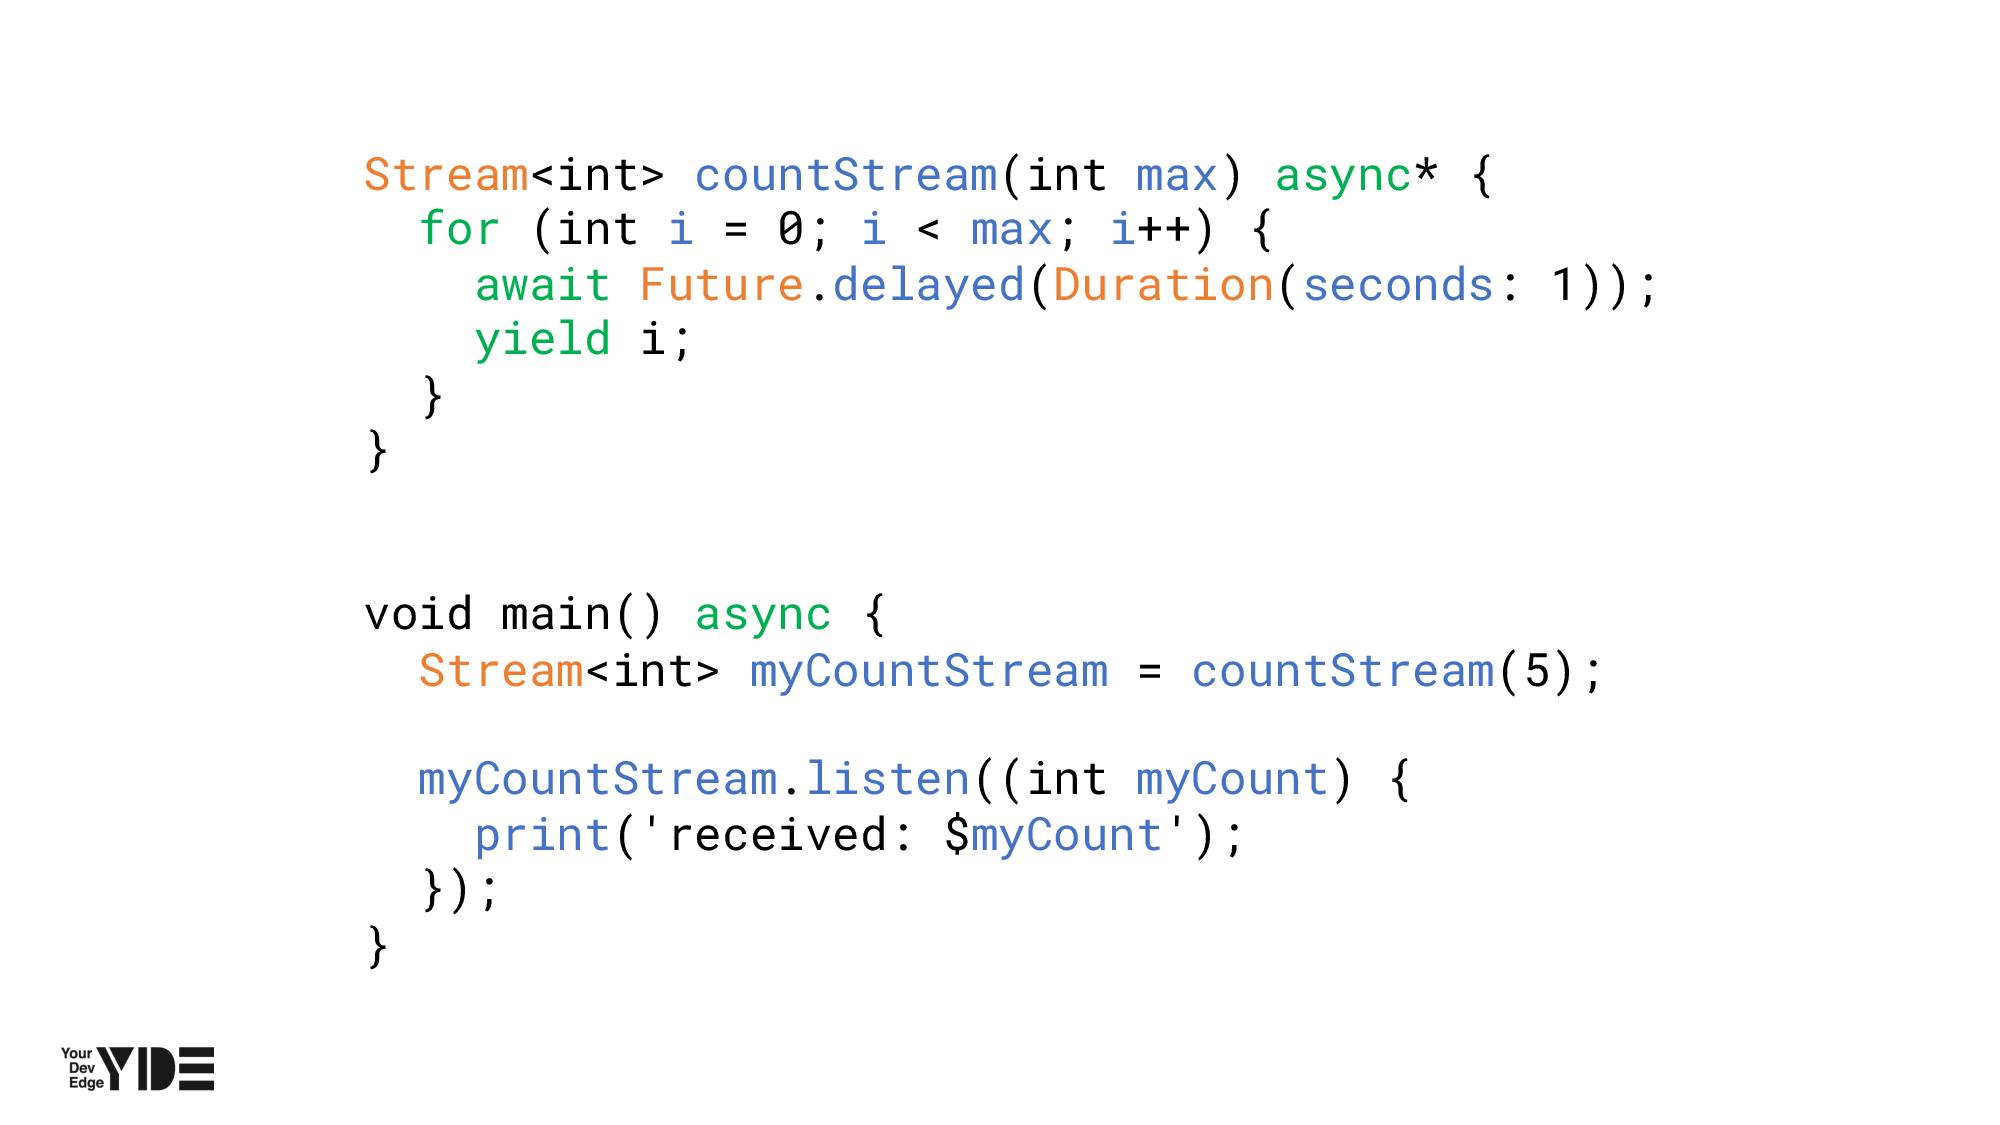 Stream<int> countStream(int max) async* {
  for (int i = 0; i < max; i++) {
    await Future.delayed(Duration(seconds: 1));
    yield i;
  }
}
void main() async {
  Stream<int> myCountStream = countStream(5);
  myCountStream.listen((int myCount) {
    print('received: $myCount');
  });
}
Your
Dev
Edge
YDE